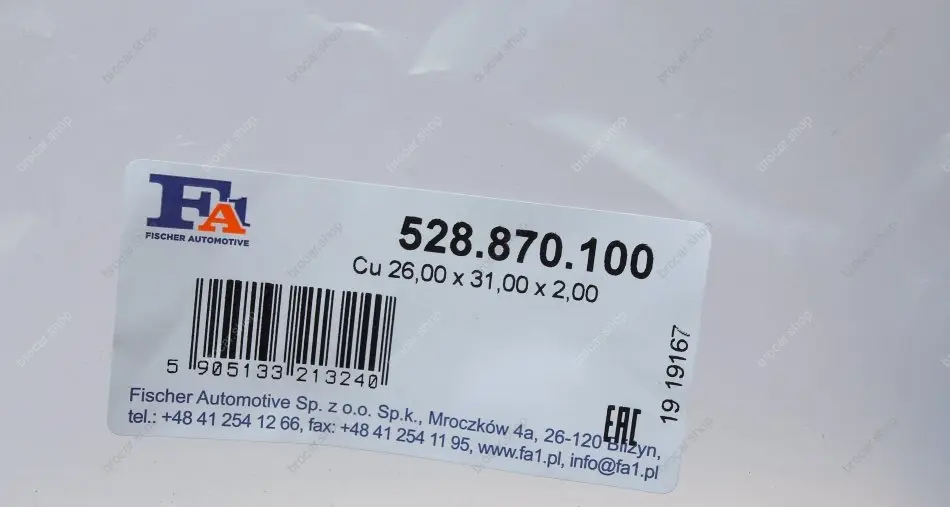 FA1
FISCHER AUTOMOTIVE
528.870.100
Cu 26,00 x 31,00 x 2,00
5 905133 213240
19 19167
EAC
Fischer Automotive Sp. z o.o. Sp.k., Mroczków 4a, 26-120 Bliżyn,
tel.: +48 41 254 12 66, fax: +48 41 254 11 95, www.fa1.pl, info@fa1.pl
brocar.shop